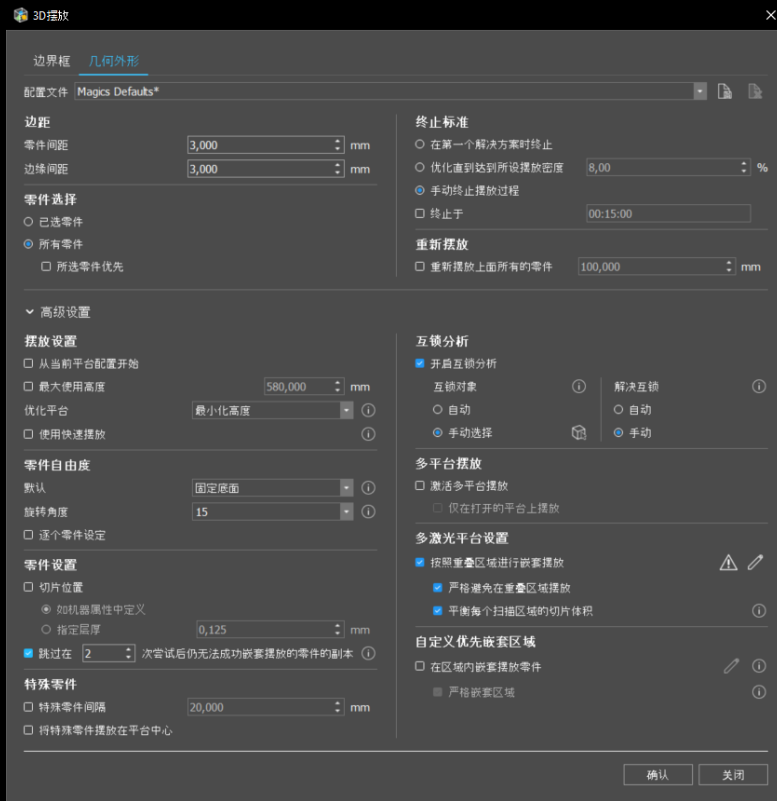 3D摆放
边界框 几何外形
配置文件 Magics Defaults*
边距
零件间距 3,000 mm
边缘间距 3,000 mm
零件选择
已选零件
所有零件
所选零件优先
终止标准
在第一个解决方案时终止
优化直到达到所设摆放密度 8,00 %
手动终止摆放过程
终止于 00:15:00
重新摆放
重新摆放上面所有的零件 100,000 mm
高级设置
摆放设置
从当前平台配置开始
最大使用高度 580,000 mm
优化平台 最小化高度
使用快速摆放
零件自由度
默认 固定底面
旋转角度 15
逐个零件设定
零件设置
切片位置
如机器属性中定义
指定层厚 0,125 mm
跳过在 2 次尝试后仍无法成功嵌套摆放的零件的副本
特殊零件
特殊零件间隔 20,000 mm
将特殊零件摆放在平台中心
互锁分析
开启互锁分析
互锁对象 解决互锁
自动 自动
手动选择 手动
多平台摆放
激活多平台摆放
仅在打开的平台上摆放
多激光平台设置
按照重叠区域进行嵌套摆放
严格避免在重叠区域摆放
平衡每个扫描区域的切片体积
自定义优先嵌套区域
在区域内嵌套摆放零件
严格嵌套区域
确认 关闭